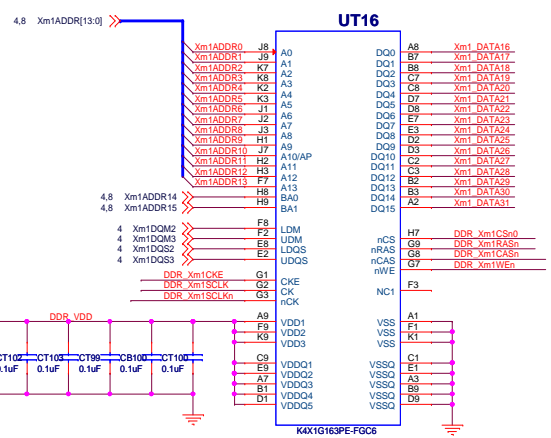 UT16
4,8 Xm1ADDR[13:0]
Xm1ADDR0 J8 A0 DQ0 A8 Xm1_DATA16
Xm1ADDR1 J9 A1 DQ1 B7 Xm1_DATA17
Xm1ADDR2 K7 A2 DQ2 B8 Xm1_DATA18
Xm1ADDR3 K8 A3 DQ3 C7 Xm1_DATA19
Xm1ADDR4 K2 A4 DQ4 C8 Xm1_DATA20
Xm1ADDR5 K3 A5 DQ5 D7 Xm1_DATA21
Xm1ADDR6 J1 A6 DQ6 D8 Xm1_DATA22
Xm1ADDR7 J2 A7 DQ7 E7 Xm1_DATA23
Xm1ADDR8 J3 A8 DQ8 E3 Xm1_DATA24
Xm1ADDR9 H1 A9 DQ9 D2 Xm1_DATA25
Xm1ADDR10 J7 A10/AP DQ10 D3 Xm1_DATA26
Xm1ADDR11 H2 A11 DQ11 C2 Xm1_DATA27
Xm1ADDR12 H3 A12 DQ12 C3 Xm1_DATA28
Xm1ADDR13 F7 A13 DQ13 B2 Xm1_DATA29
4,8 Xm1ADDR14 H8 BA0 DQ14 B3 Xm1_DATA30
4,8 Xm1ADDR15 H9 BA1 DQ15 A2 Xm1_DATA31
4 Xm1DQM2 F8 LDM nCS H7 DDR_Xm1CSn0
4 Xm1DQM3 F2 UDM nRAS G9 DDR_Xm1RASn
4 Xm1DQS2 E8 LDQS nCAS G8 DDR_Xm1CASn
4 Xm1DQS3 E2 UDQS nWE G7 DDR_Xm1WEn
DDR_Xm1CKE G1 CKE NC1 F3
DDR_Xm1SCLK G2 CK
DDR_Xm1SCLKn G3 nCK
DDR_VDD A9 VDD1 VSS A1
F9 VDD2 VSS F1
K9 VDD3 VSS K1
C9 VDDQ1 VSSQ C1
E9 VDDQ2 VSSQ E1
A7 VDDQ3 VSSQ A3
B1 VDDQ4 VSSQ B9
D1 VDDQ5 VSSQ D9
CT102 CT103 CT99 CB100 CT100
0.1uF 0.1uF 0.1uF 0.1uF
K4X1G163PE-FGC6